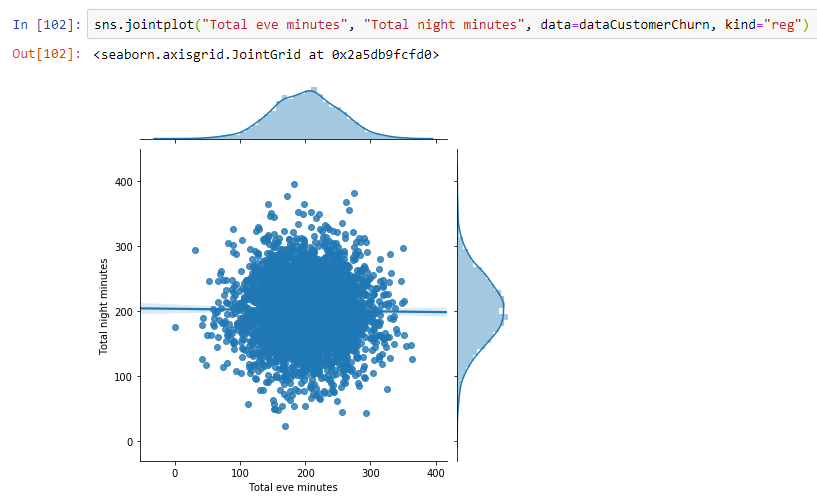 In [102]: sns.jointplot("Total eve minutes", "Total night minutes", data=dataCustomerChurn, kind="reg")
Out[102]: <seaborn.axisgrid.JointGrid at 0x2a5db9fcfd0>
400
300
200
100
0
Total night minutes
0 100 200 300 400
Total eve minutes